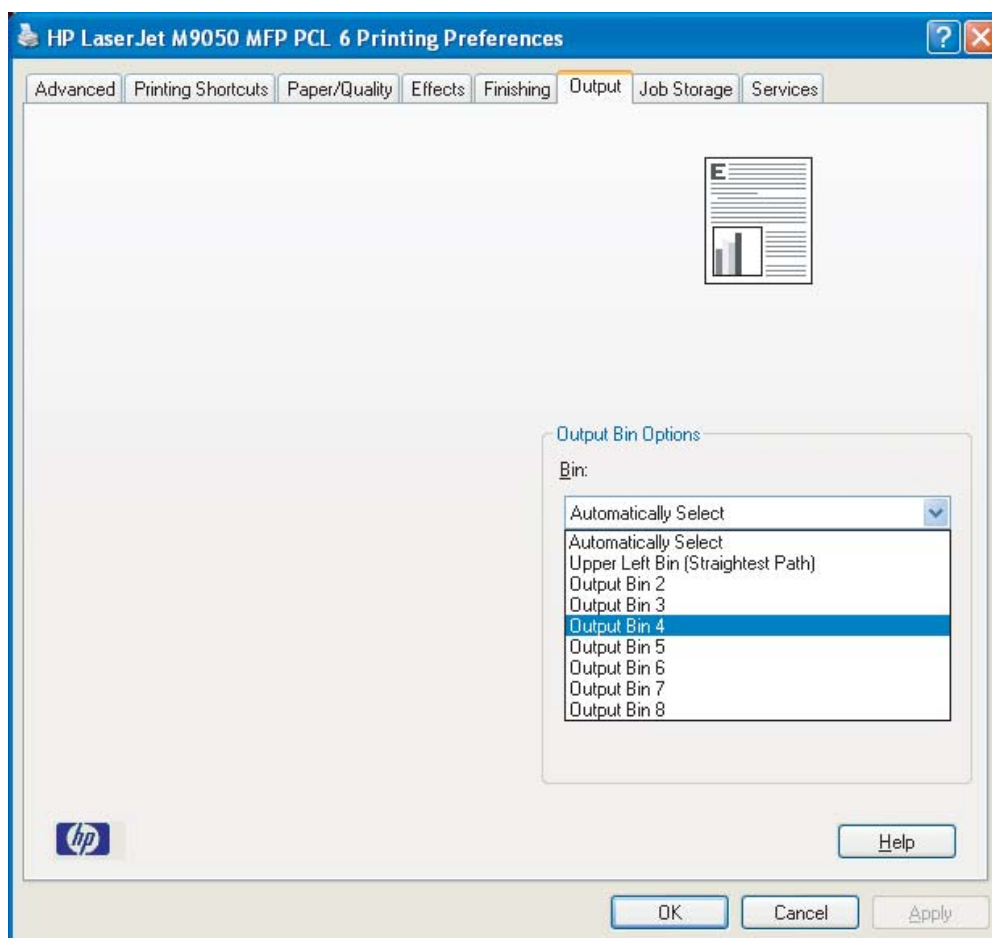 HP LaserJet M9050 MFP PCL 6 Printing Preferences
Advanced Printing Shortcuts Paper/Quality Effects Finishing Output Job Storage Services
E
Output Bin Options
Bin:
Automatically Select
Automatically Select
Upper Left Bin (Straightest Path)
Output Bin 2
Output Bin 3
Output Bin 4
Output Bin 5
Output Bin 6
Output Bin 7
Output Bin 8
hp
Help
OK Cancel Apply